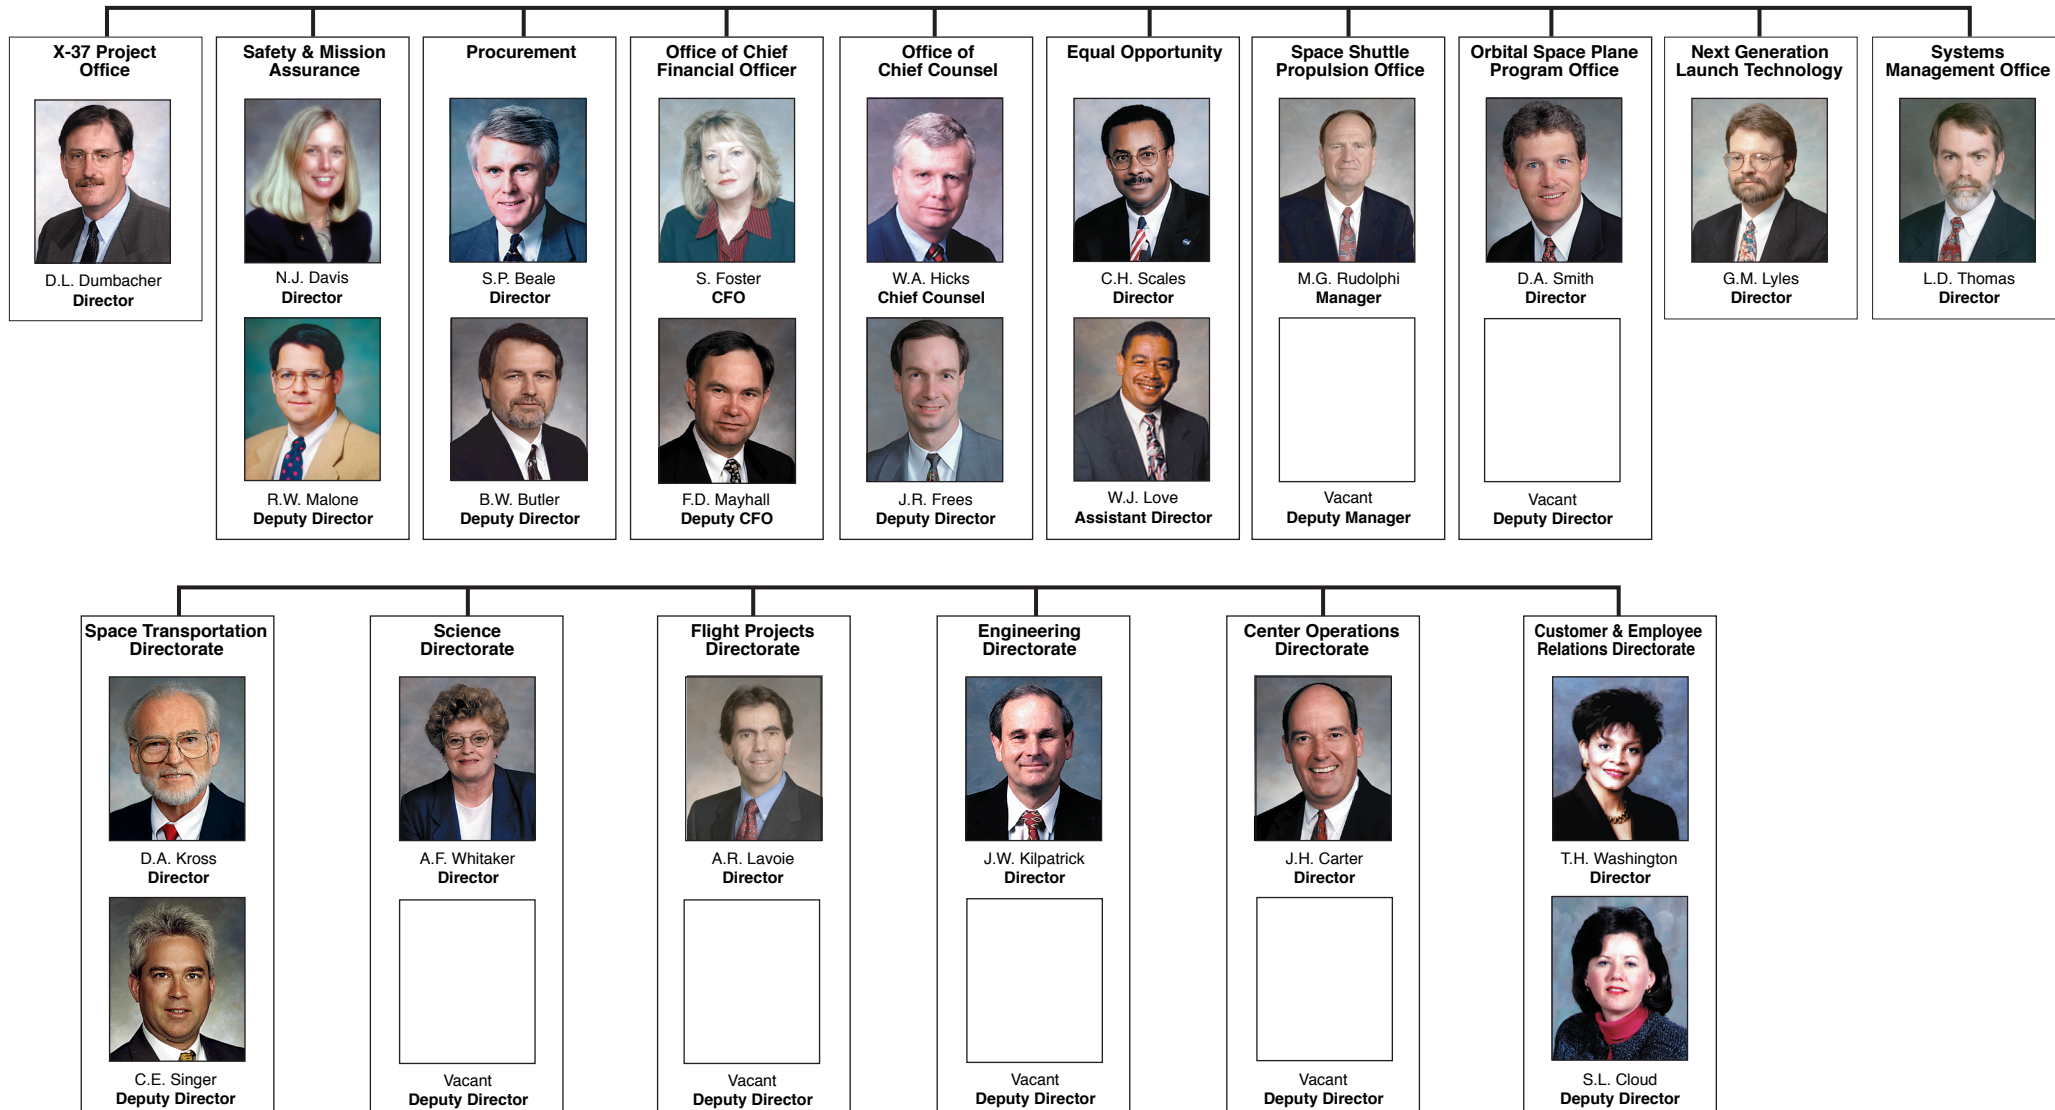 X-37 Project
Office
D.L. Dumbacher
Director
Safety & Mission
Assurance
N.J. Davis
Director
R.W. Malone
Deputy Director
Procurement
S.P. Beale
Director
B.W. Butler
Deputy Director
Office of Chief
Financial Officer
S. Foster
CFO
F.D. Mayhall
Deputy CFO
Office of
Chief Counsel
W.A. Hicks
Chief Counsel
J.R. Frees
Deputy Director
Equal Opportunity
C.H. Scales
Director
W.J. Love
Assistant Director
Space Shuttle
Propulsion Office
M.G. Rudolphi
Manager
Vacant
Deputy Manager
Orbital Space Plane
Program Office
D.A. Smith
Director
Vacant
Deputy Director
Next Generation
Launch Technology
G.M. Lyles
Director
Systems
Management Office
L.D. Thomas
Director
Space Transportation
Directorate
D.A. Kross
Director
C.E. Singer
Deputy Director
Science
Directorate
A.F. Whitaker
Director
Vacant
Deputy Director
Flight Projects
Directorate
A.R. Lavoie
Director
Vacant
Deputy Director
Engineering
Directorate
J.W. Kilpatrick
Director
Vacant
Deputy Director
Center Operations
Directorate
J.H. Carter
Director
Vacant
Deputy Director
Customer & Employee
Relations Directorate
T.H. Washington
Director
S.L. Cloud
Deputy Director